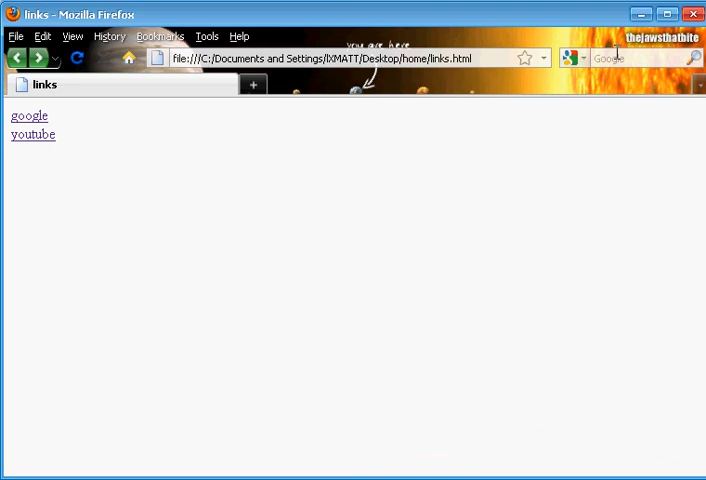 links - Mozilla Firefox
File Edit View History Bookmarks Tools Help
thejawsthatbite
you are here
file:///C:/Documents and Settings/IXMATT/Desktop/home/links.html
Google
links
google
youtube